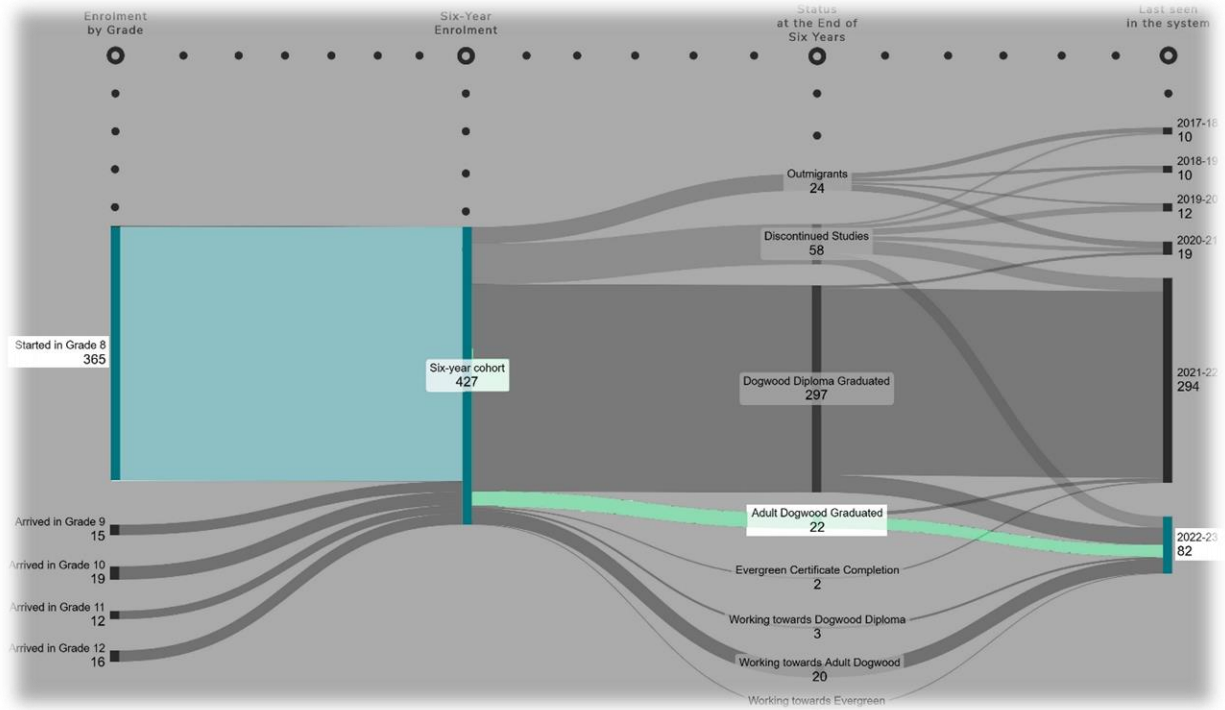 Enrolment
by Grade
Six-Year
Enrolment
Status
at the End of
Six Years
Last seen
in the system
Started in Grade 8
365
Arrived in Grade 9
15
Arrived in Grade 10
19
Arrived in Grade 11
12
Arrived in Grade 12
16
Six-year cohort
427
Outmigrants
24
Discontinued Studies
58
Dogwood Diploma Graduated
297
Adult Dogwood Graduated
22
Evergreen Certificate Completion
2
Working towards Dogwood Diploma
3
Working towards Adult Dogwood
20
Working towards Evergreen
2017-18
10
2018-19
10
2019-20
12
2020-21
19
2021-22
294
2022-23
82